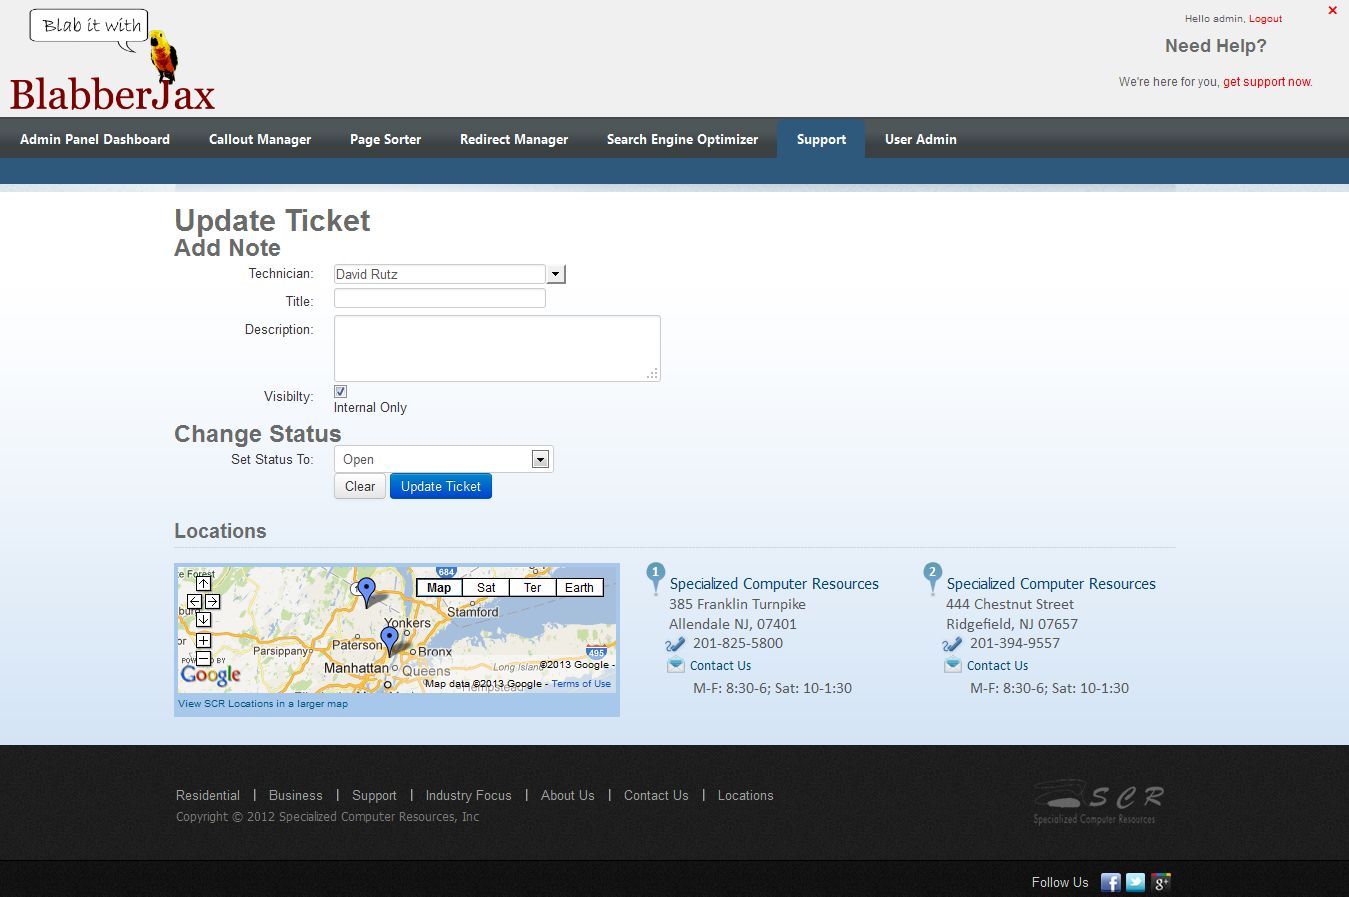 Blab it with
BlabberJax
Hello admin, Logout
Need Help?
We're here for you, get support now.
Admin Panel Dashboard Callout Manager Page Sorter Redirect Manager Search Engine Optimizer Support User Admin
Update Ticket
Add Note
Technician: David Rutz
Title:
Description:
Visibilty:
Internal Only
Change Status
Set Status To: Open
Clear Update Ticket
Locations
e Forest
684
Map Sat Ter Earth
Stamford
Yonkers
Paterson
Parsippany
Bronx
495
Manhattan Queens
Long Island
©2013 Google -
POWERED BY
Google
Map data ©2013 Google - Terms of Use
Hempstead
View SCR Locations in a larger map
1 Specialized Computer Resources
385 Franklin Turnpike
Allendale NJ, 07401
201-825-5800
Contact Us
M-F: 8:30-6; Sat: 10-1:30
2 Specialized Computer Resources
444 Chestnut Street
Ridgefield, NJ 07657
201-394-9557
Contact Us
M-F: 8:30-6; Sat: 10-1:30
Residential | Business | Support | Industry Focus | About Us | Contact Us | Locations
Copyright © 2012 Specialized Computer Resources, Inc
SCR
Specialized Computer Resources
Follow Us